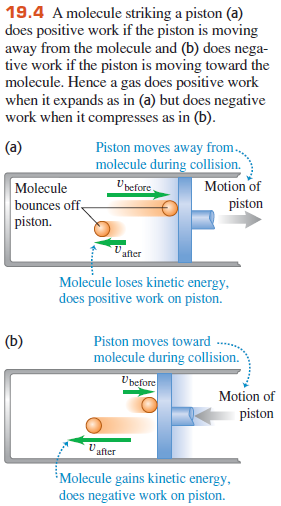 19.4 A molecule striking a piston (a)
does positive work if the piston is moving
away from the molecule and (b) does nega-
tive work if the piston is moving toward the
molecule. Hence a gas does positive work
when it expands as in (a) but does negative
work when it compresses as in (b).
(a)
Piston moves away from
molecule during collision.
Molecule
bounces off
piston.
v before
Motion of
piston
v after
Molecule loses kinetic energy,
does positive work on piston.
(b)
Piston moves toward
molecule during collision.
v before
Motion of
piston
v after
Molecule gains kinetic energy,
does negative work on piston.